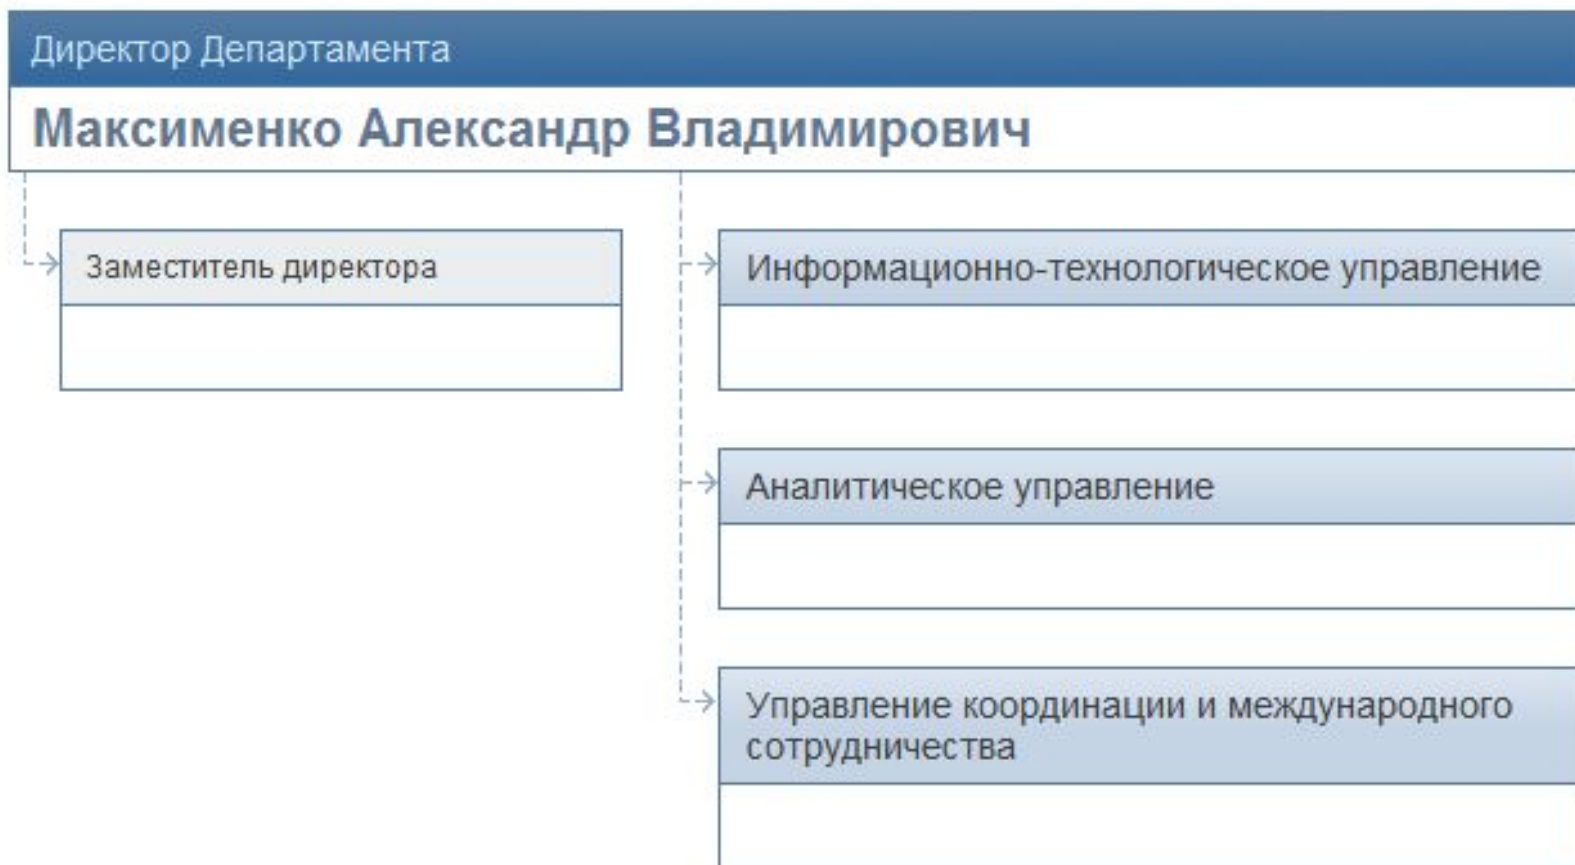 Директор Департамента
Максименко Александр Владимирович
Заместитель директора
Информационно-технологическое управление
Аналитическое управление
Управление координации и международного
сотрудничества